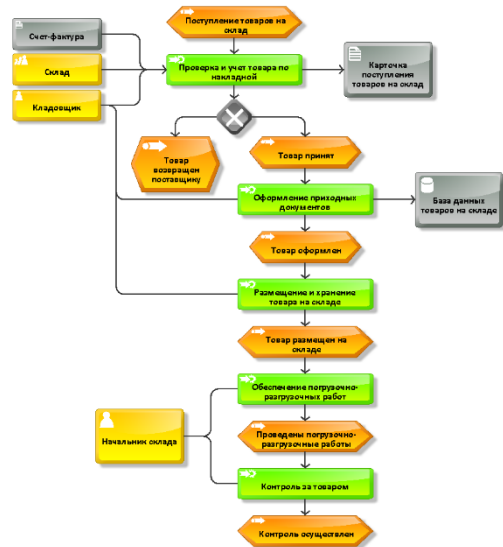 Поступление товаров на
склад
Счет-фактура
Склад
Кладовщик
Проверка и учет товара по
накладной
Карточка
поступления
товаров на склад
Товар
возвращен
поставщику
Товар принят
Оформление приходных
документов
База данных
товаров на складе
Товар оформлен
Размещение и хранение
товара на складе
Товар размещен на
складе
Обеспечение погрузочно-
разгрузочных работ
Начальник склада
Проведены погрузочно-
разгрузочные работы
Контроль за товаром
Контроль осуществлен